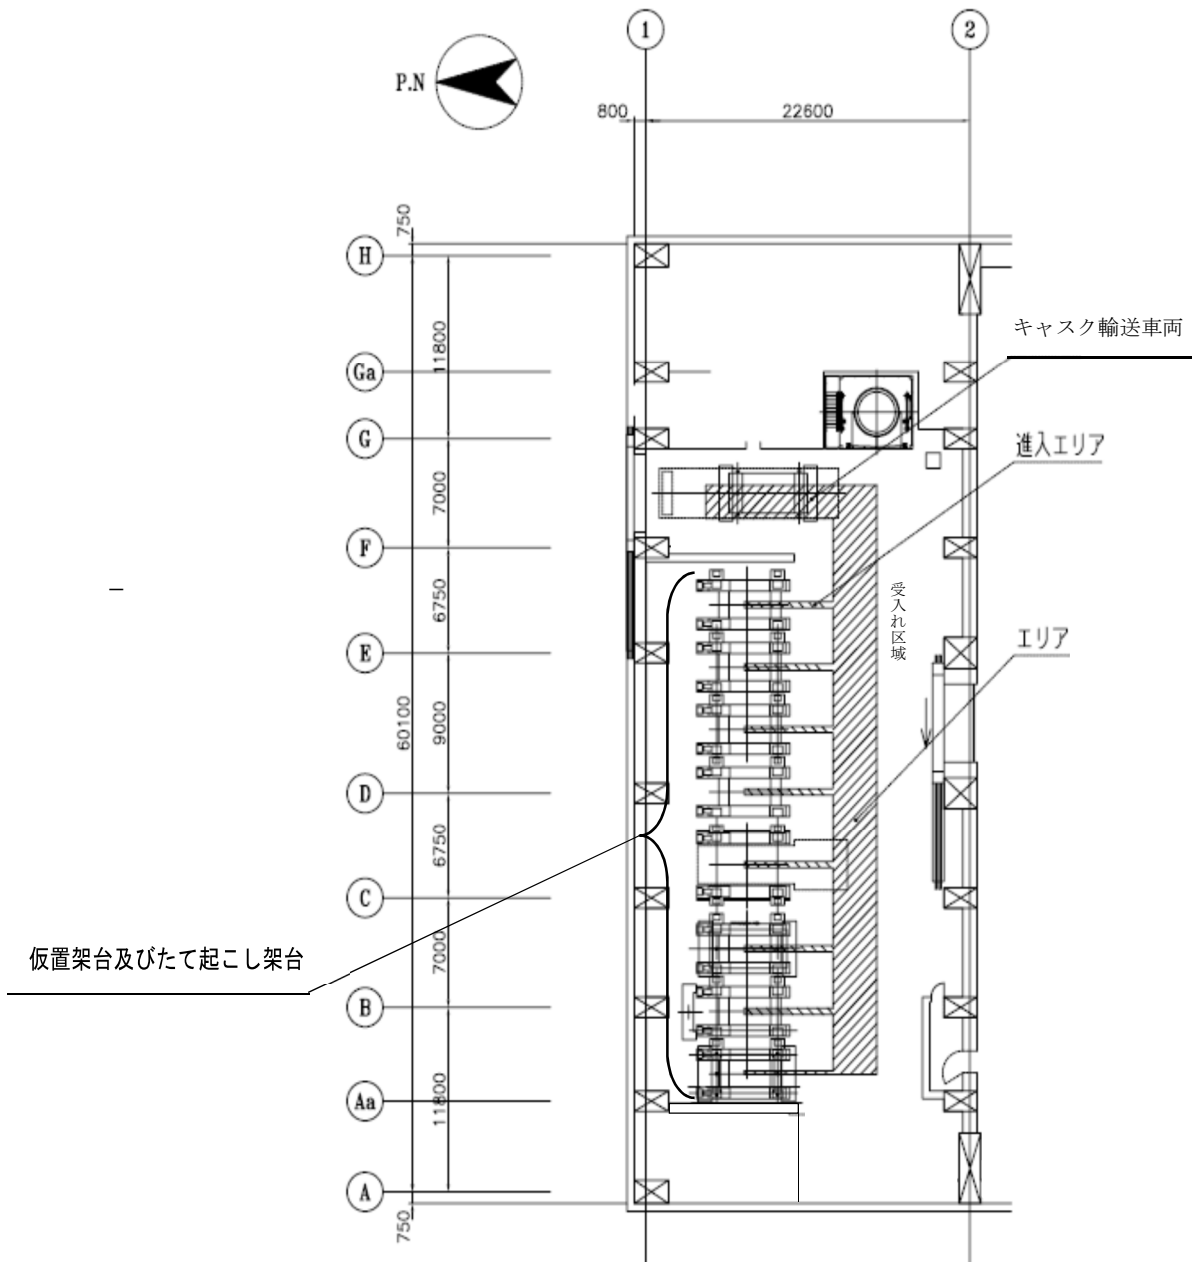 1
2
P.N
800
22600
750
H
11800
Ga
G
7000
F
6750
E
60100
9000
D
6750
C
7000
B
11800
Aa
A
750
キャスク輸送車両
進入エリア
受入れ区域
エリア
仮置架台及びたて起こし架台